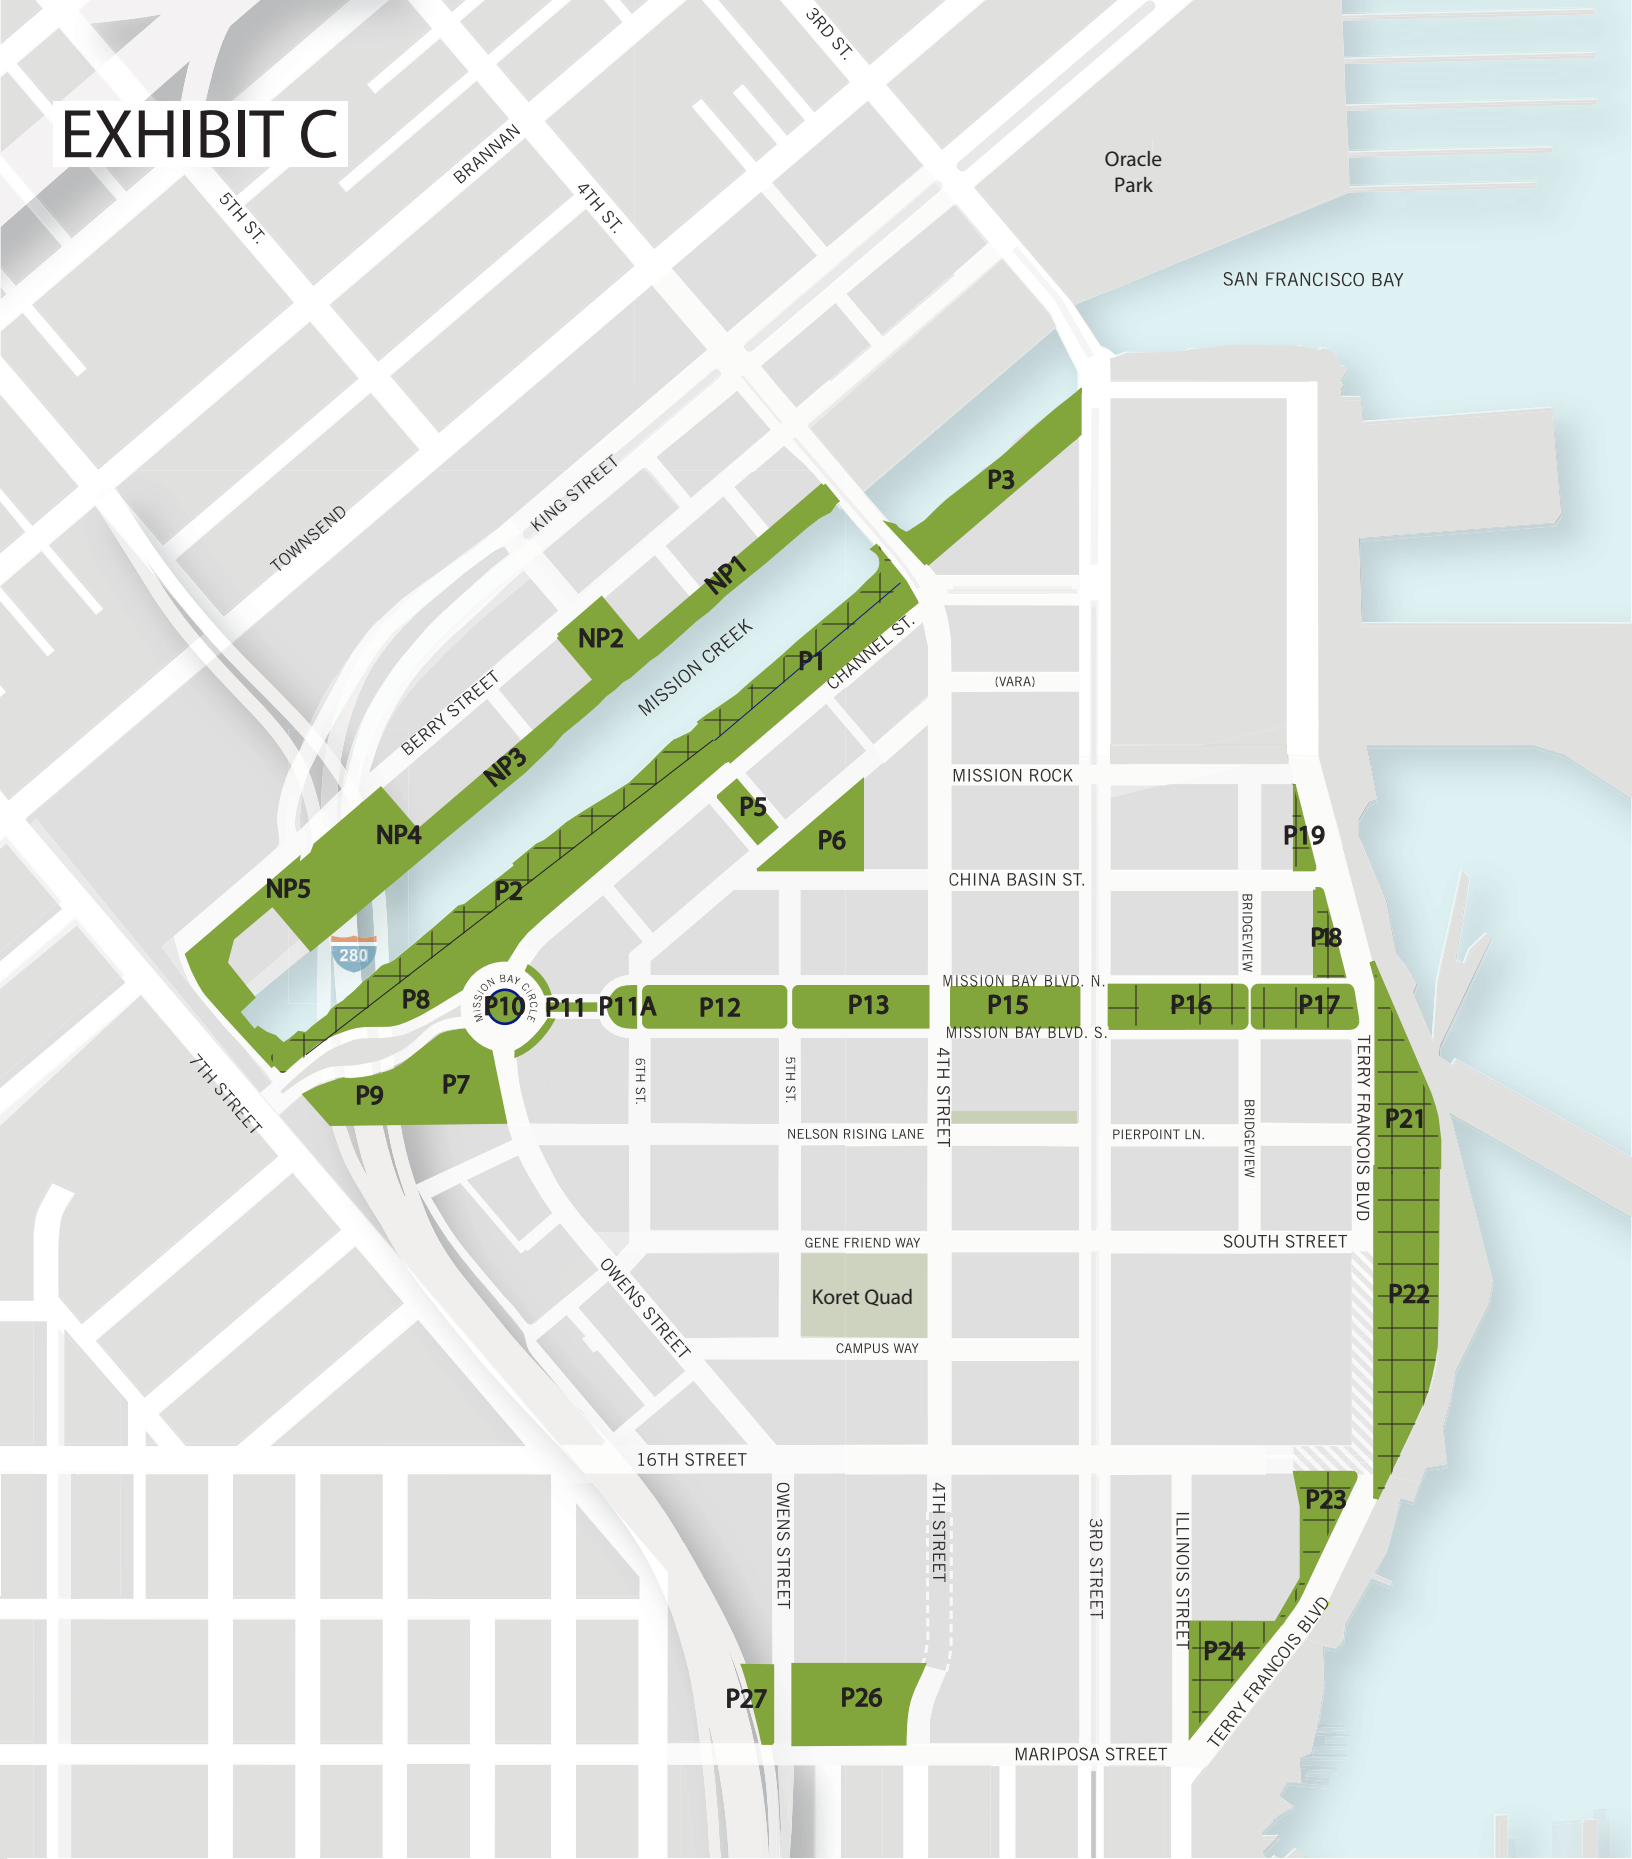 3RD ST.
EXHIBIT C
BRANNAN
Oracle
Park
5TH ST.
4TH ST.
SAN FRANCISCO BAY
KING STREET
P3
TOWNSEND
NP1
NP2
MISSION CREEK
P1
CHANNEL ST.
BERRY STREET
(VARA)
NP3
MISSION ROCK
P5
NP4
P6
P19
NP5
P2
CHINA BASIN ST.
BRIDGEVIEW
P18
280
MISSION BAY CIRCLE
MISSION BAY BLVD. N.
P8
P10
P11
P11A
P12
P13
P15
P16
P17
MISSION BAY BLVD. S.
7TH STREET
P9
P7
6TH ST.
5TH ST.
4TH STREET
TERRY FRANCOIS BLVD
P21
NELSON RISING LANE
PIERPOINT LN.
BRIDGEVIEW
GENE FRIEND WAY
SOUTH STREET
OWENS STREET
Koret Quad
P22
CAMPUS WAY
16TH STREET
OWENS STREET
4TH STREET
3RD STREET
ILLINOIS STREET
P23
P24
TERRY FRANCOIS BLVD
P27
P26
MARIPOSA STREET